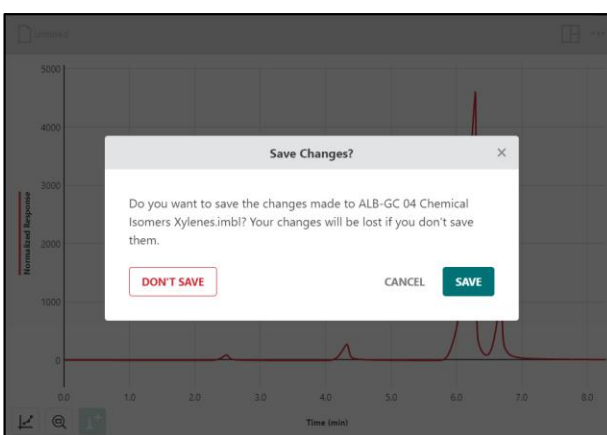 Untitled
5000
4000
3000
2000
1000
0
Normalized Response
Save Changes?
×
Do you want to save the changes made to ALB-GC 04 Chemical
Isomers Xylenes.imbl? Your changes will be lost if you don't save
them.
DON'T SAVE
CANCEL
SAVE
0.0 1.0 2.0 3.0 4.0 5.0 6.0 7.0 8.0
Time (min)